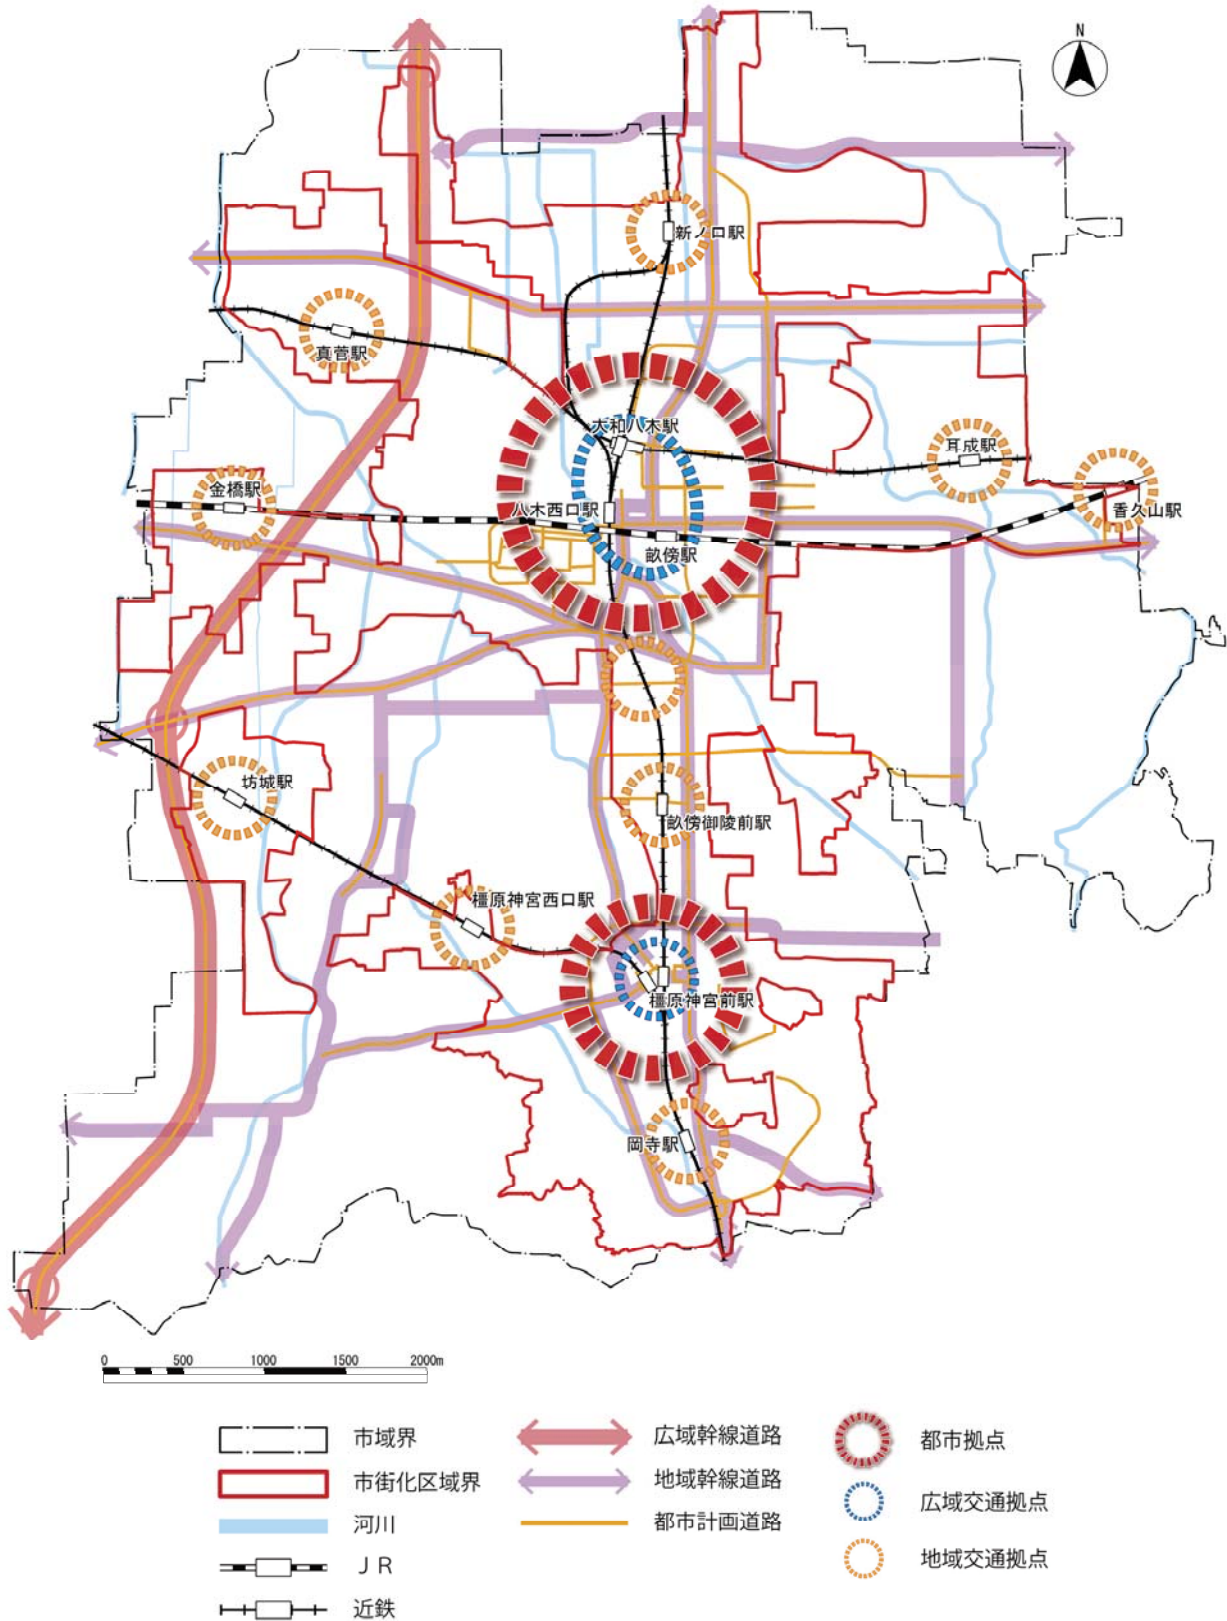 N
新ノ口駅
真菅駅
大和八木駅
耳成駅
金橋駅
八木西口駅
香久山駅
畝傍駅
坊城駅
畝傍御陵前駅
橿原神宮西口駅
橿原神宮前駅
岡寺駅
0 500 1000 1500 2000m
市域界
市街化区域界
河川
ＪＲ
近鉄
広域幹線道路
地域幹線道路
都市計画道路
都市拠点
広域交通拠点
地域交通拠点